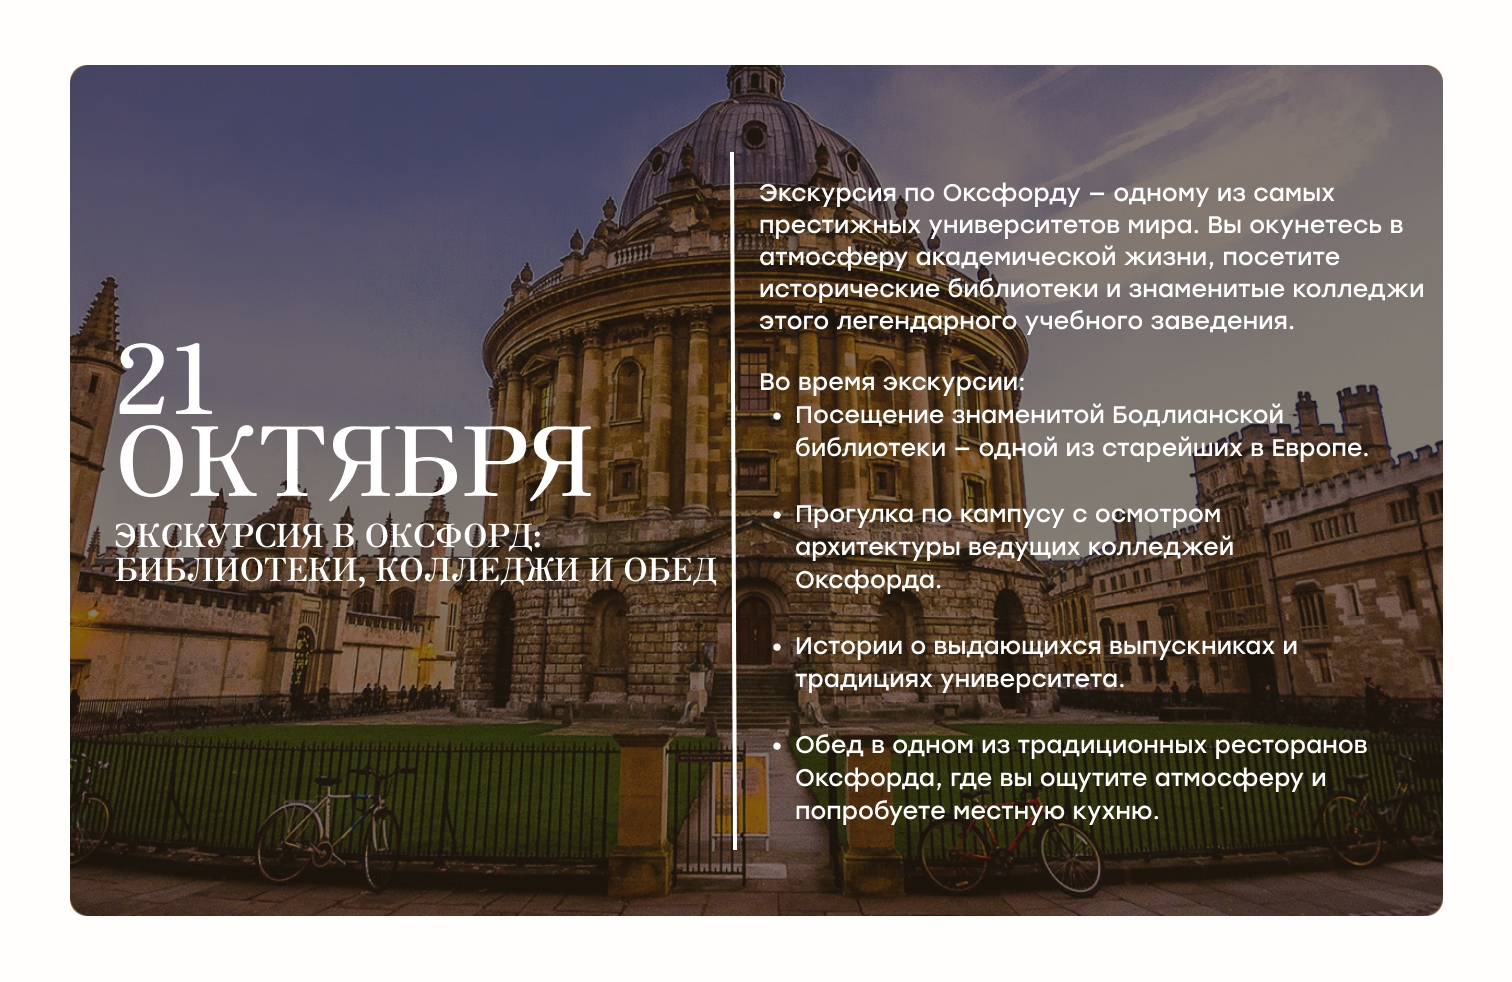 21
ОКТЯБРЯ
ЭКСКУРСИЯ В ОКСФОРД:
БИБЛИОТЕКИ, КОЛЛЕДЖИ И ОБЕД
Экскурсия по Оксфорду – одному из самых
престижных университетов мира. Вы окунетесь в
атмосферу академической жизни, посетите
исторические библиотеки и знаменитые колледжи
этого легендарного учебного заведения.
Во время экскурсии:
• Посещение знаменитой Бодлианской
библиотеки – одной из старейших в Европе.
• Прогулка по кампусу с осмотром
архитектуры ведущих колледжей
Оксфорда.
• Истории о выдающихся выпускниках и
традициях университета.
• Обед в одном из традиционных ресторанов
Оксфорда, где вы ощутите атмосферу и
попробуете местную кухню.